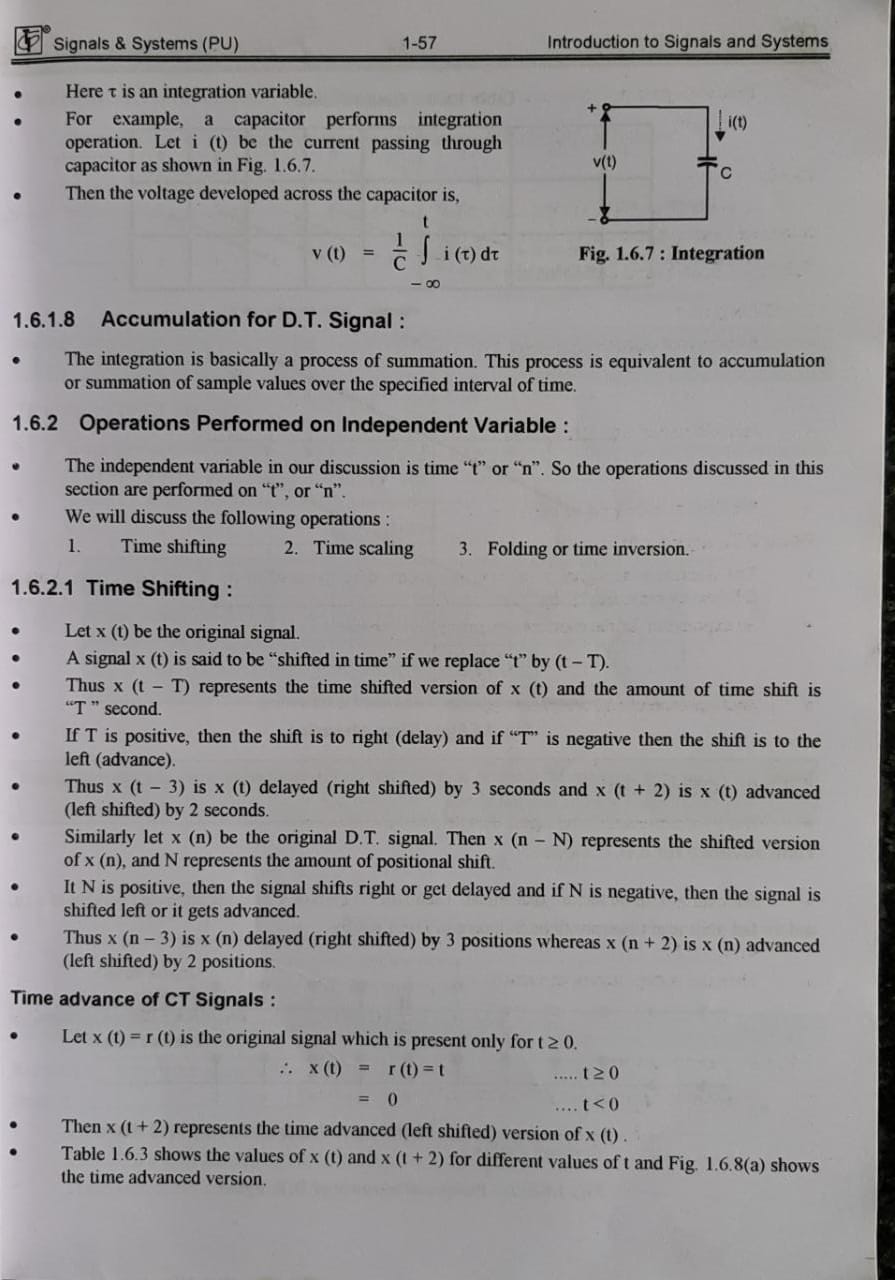 Signals & Systems (PU) 1-57 Introduction to Signals and Systems
• Here τ is an integration variable.
• For example, a capacitor performs integration
operation. Let i (t) be the current passing through
capacitor as shown in Fig. 1.6.7.
• Then the voltage developed across the capacitor is,
v (t) = 1/C ∫ i (τ) dτ
t
– ∞
+
i(t)
v(t)
C
–
Fig. 1.6.7 : Integration
1.6.1.8 Accumulation for D.T. Signal :
• The integration is basically a process of summation. This process is equivalent to accumulation
or summation of sample values over the specified interval of time.
1.6.2 Operations Performed on Independent Variable :
• The independent variable in our discussion is time “t” or “n”. So the operations discussed in this
section are performed on “t”, or “n”.
• We will discuss the following operations :
1. Time shifting 2. Time scaling 3. Folding or time inversion.
1.6.2.1 Time Shifting :
• Let x (t) be the original signal.
• A signal x (t) is said to be “shifted in time” if we replace “t” by (t – T).
• Thus x (t – T) represents the time shifted version of x (t) and the amount of time shift is
“T ” second.
• If T is positive, then the shift is to right (delay) and if “T” is negative then the shift is to the
left (advance).
• Thus x (t – 3) is x (t) delayed (right shifted) by 3 seconds and x (t + 2) is x (t) advanced
(left shifted) by 2 seconds.
• Similarly let x (n) be the original D.T. signal. Then x (n – N) represents the shifted version
of x (n), and N represents the amount of positional shift.
• It N is positive, then the signal shifts right or get delayed and if N is negative, then the signal is
shifted left or it gets advanced.
• Thus x (n – 3) is x (n) delayed (right shifted) by 3 positions whereas x (n + 2) is x (n) advanced
(left shifted) by 2 positions.
Time advance of CT Signals :
• Let x (t) = r (t) is the original signal which is present only for t ≥ 0.
∴ x (t) = r (t) = t ..... t ≥ 0
= 0 .... t < 0
• Then x (t + 2) represents the time advanced (left shifted) version of x (t) .
• Table 1.6.3 shows the values of x (t) and x (t + 2) for different values of t and Fig. 1.6.8(a) shows
the time advanced version.